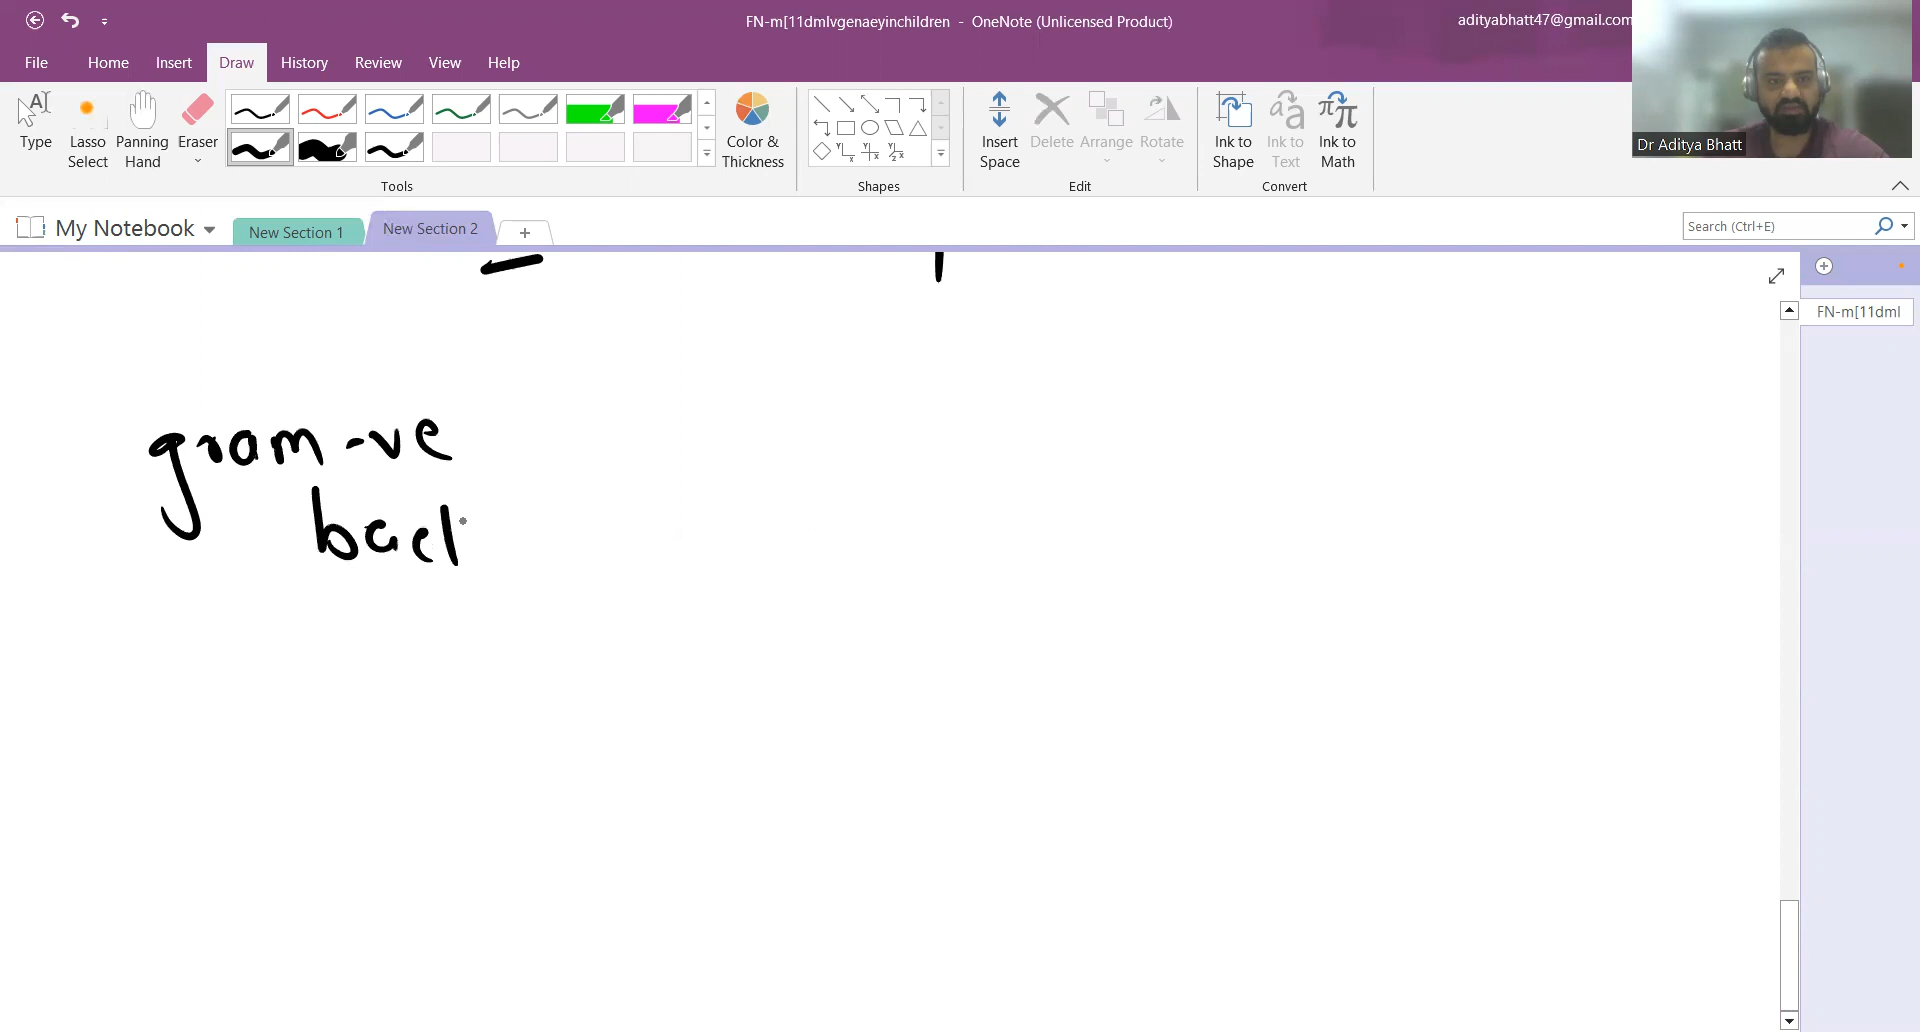 FN-m[11dmlvgenaeyinchildren - OneNote (Unlicensed Product)
adityabhatt47@gmail.com
File Home Insert Draw History Review View Help
Type
Lasso Select
Panning Hand
Eraser
Color & Thickness
Insert Space
Delete
Arrange
Rotate
Ink to Shape
Ink to Text
Ink to Math
Dr Aditya Bhatt
Tools
Shapes
Edit
Convert
My Notebook
New Section 1
New Section 2
Search (Ctrl+E)
FN-m[11dml
gram -ve
bact